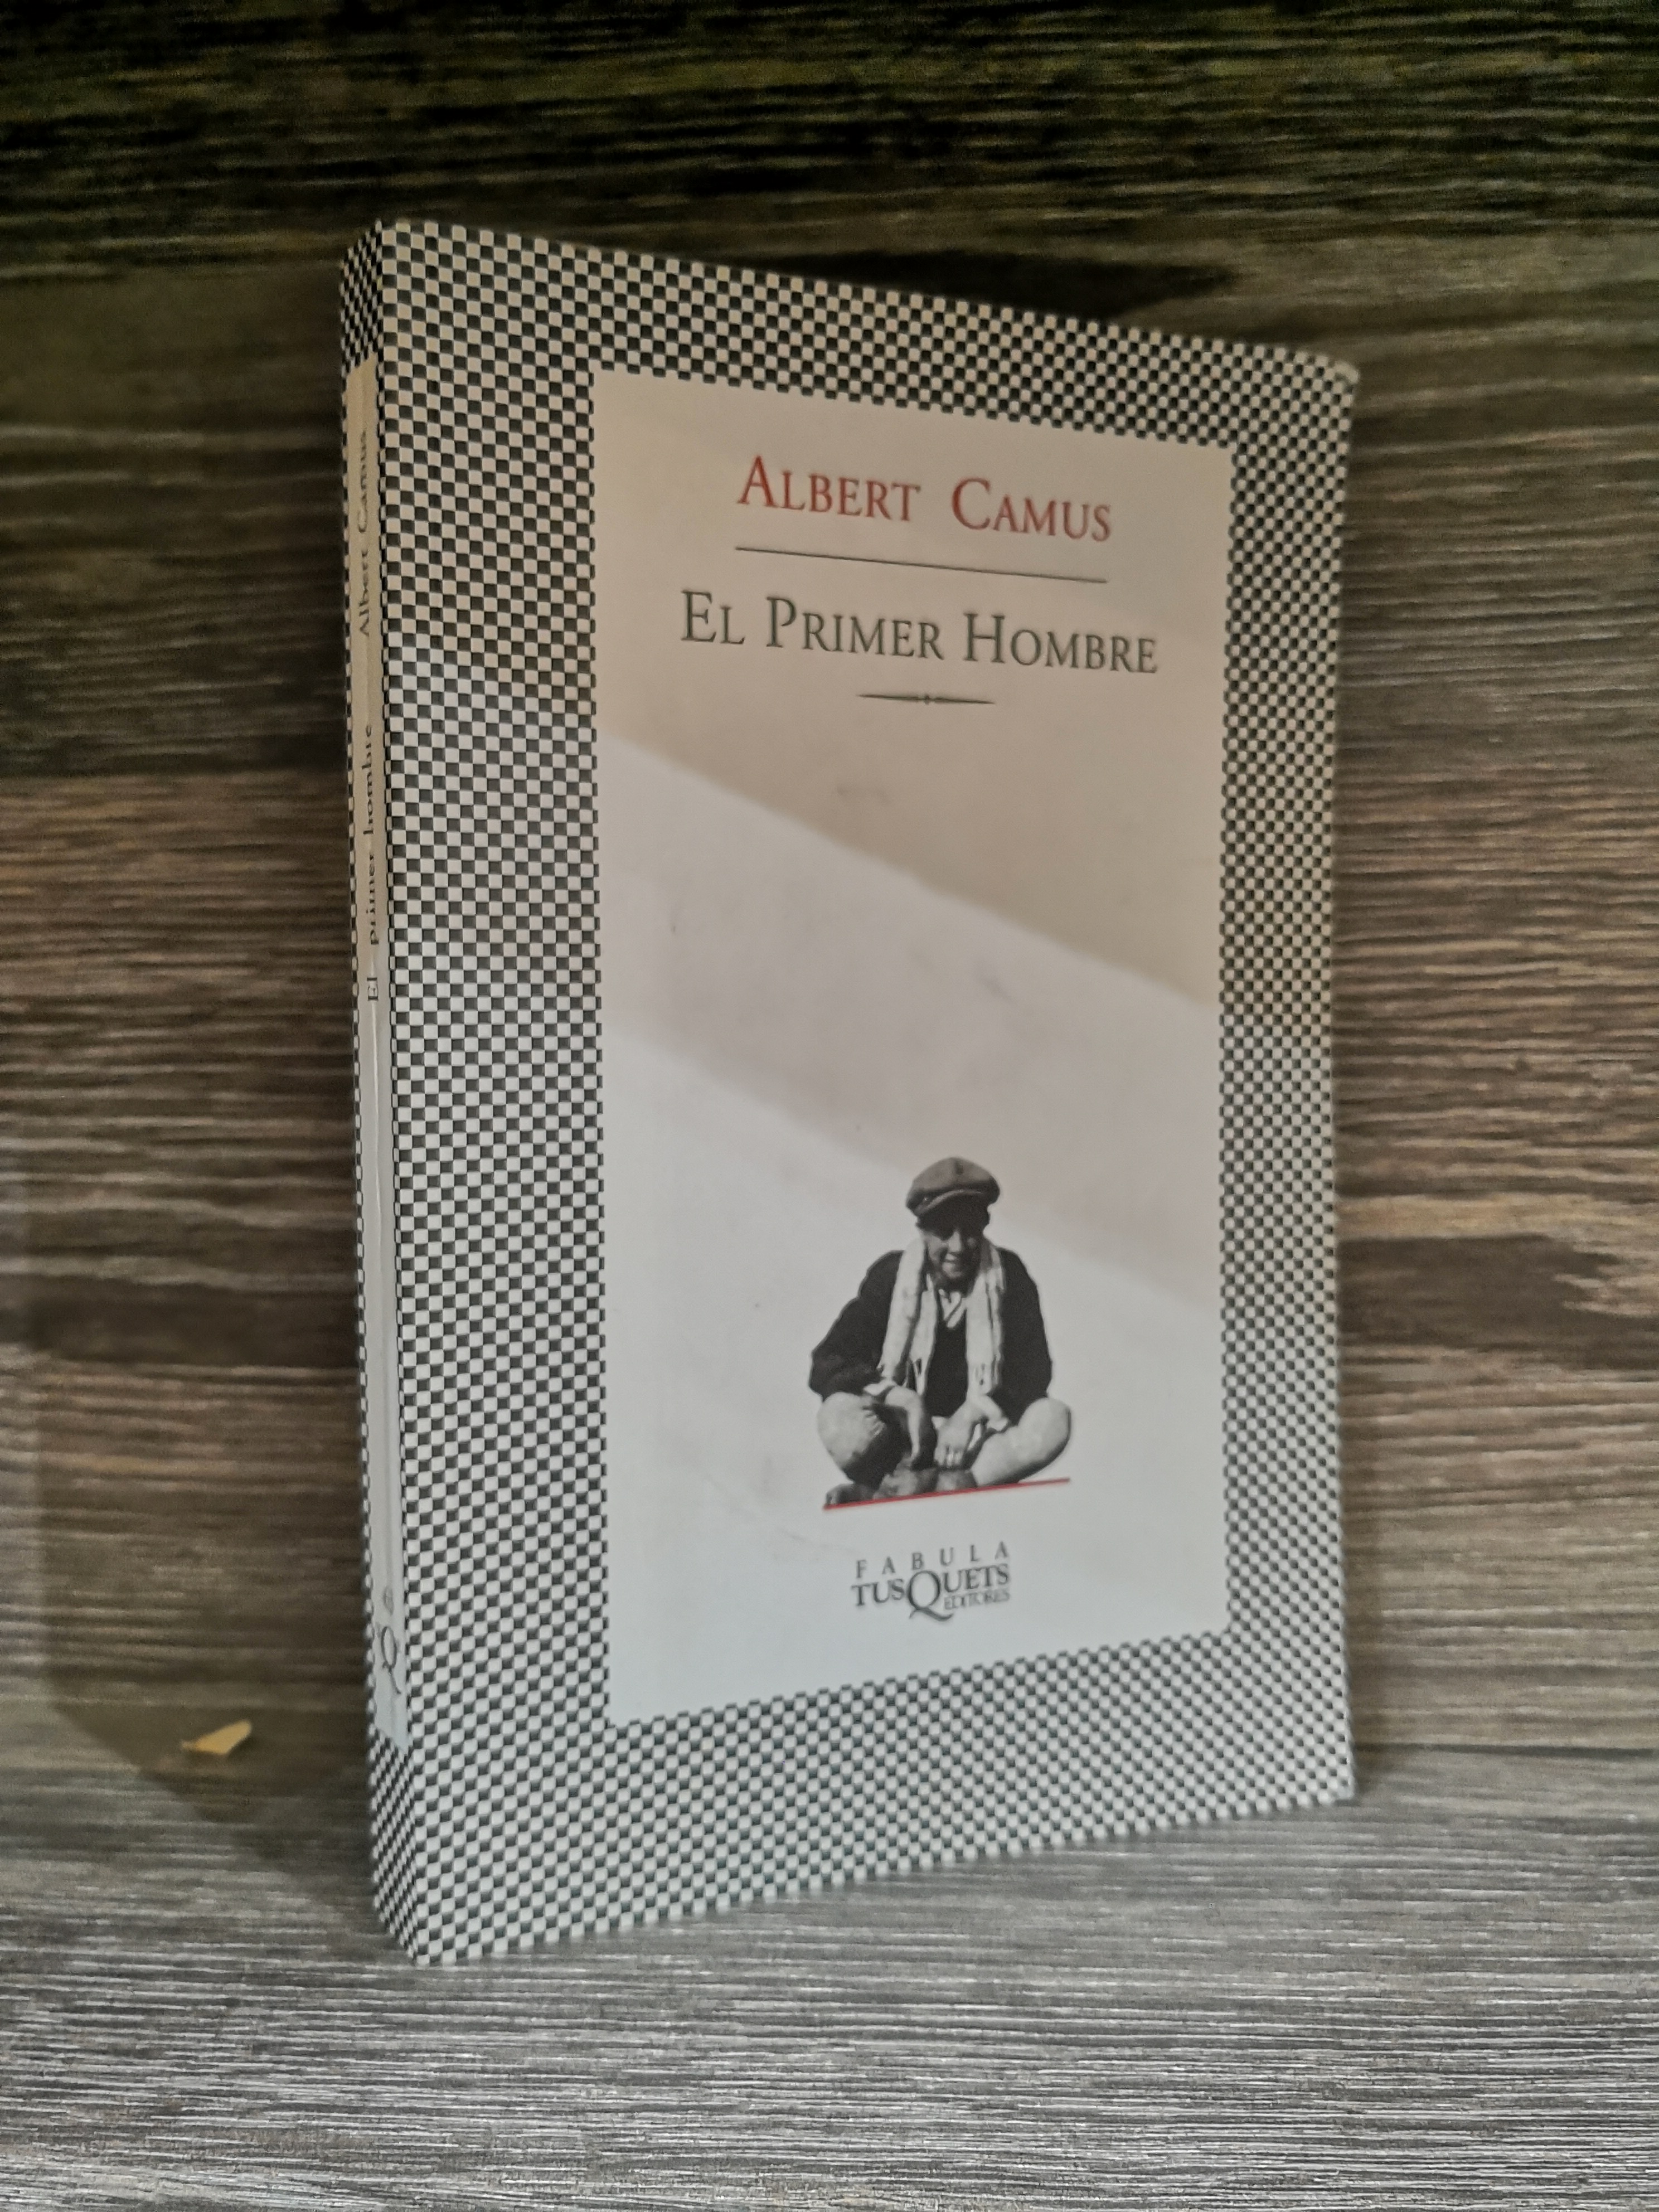 ALBERT CAMUS
EL PRIMER HOMBRE
FABULA
TUSQUETS
EDITORES
El primer hombre Albert Camus